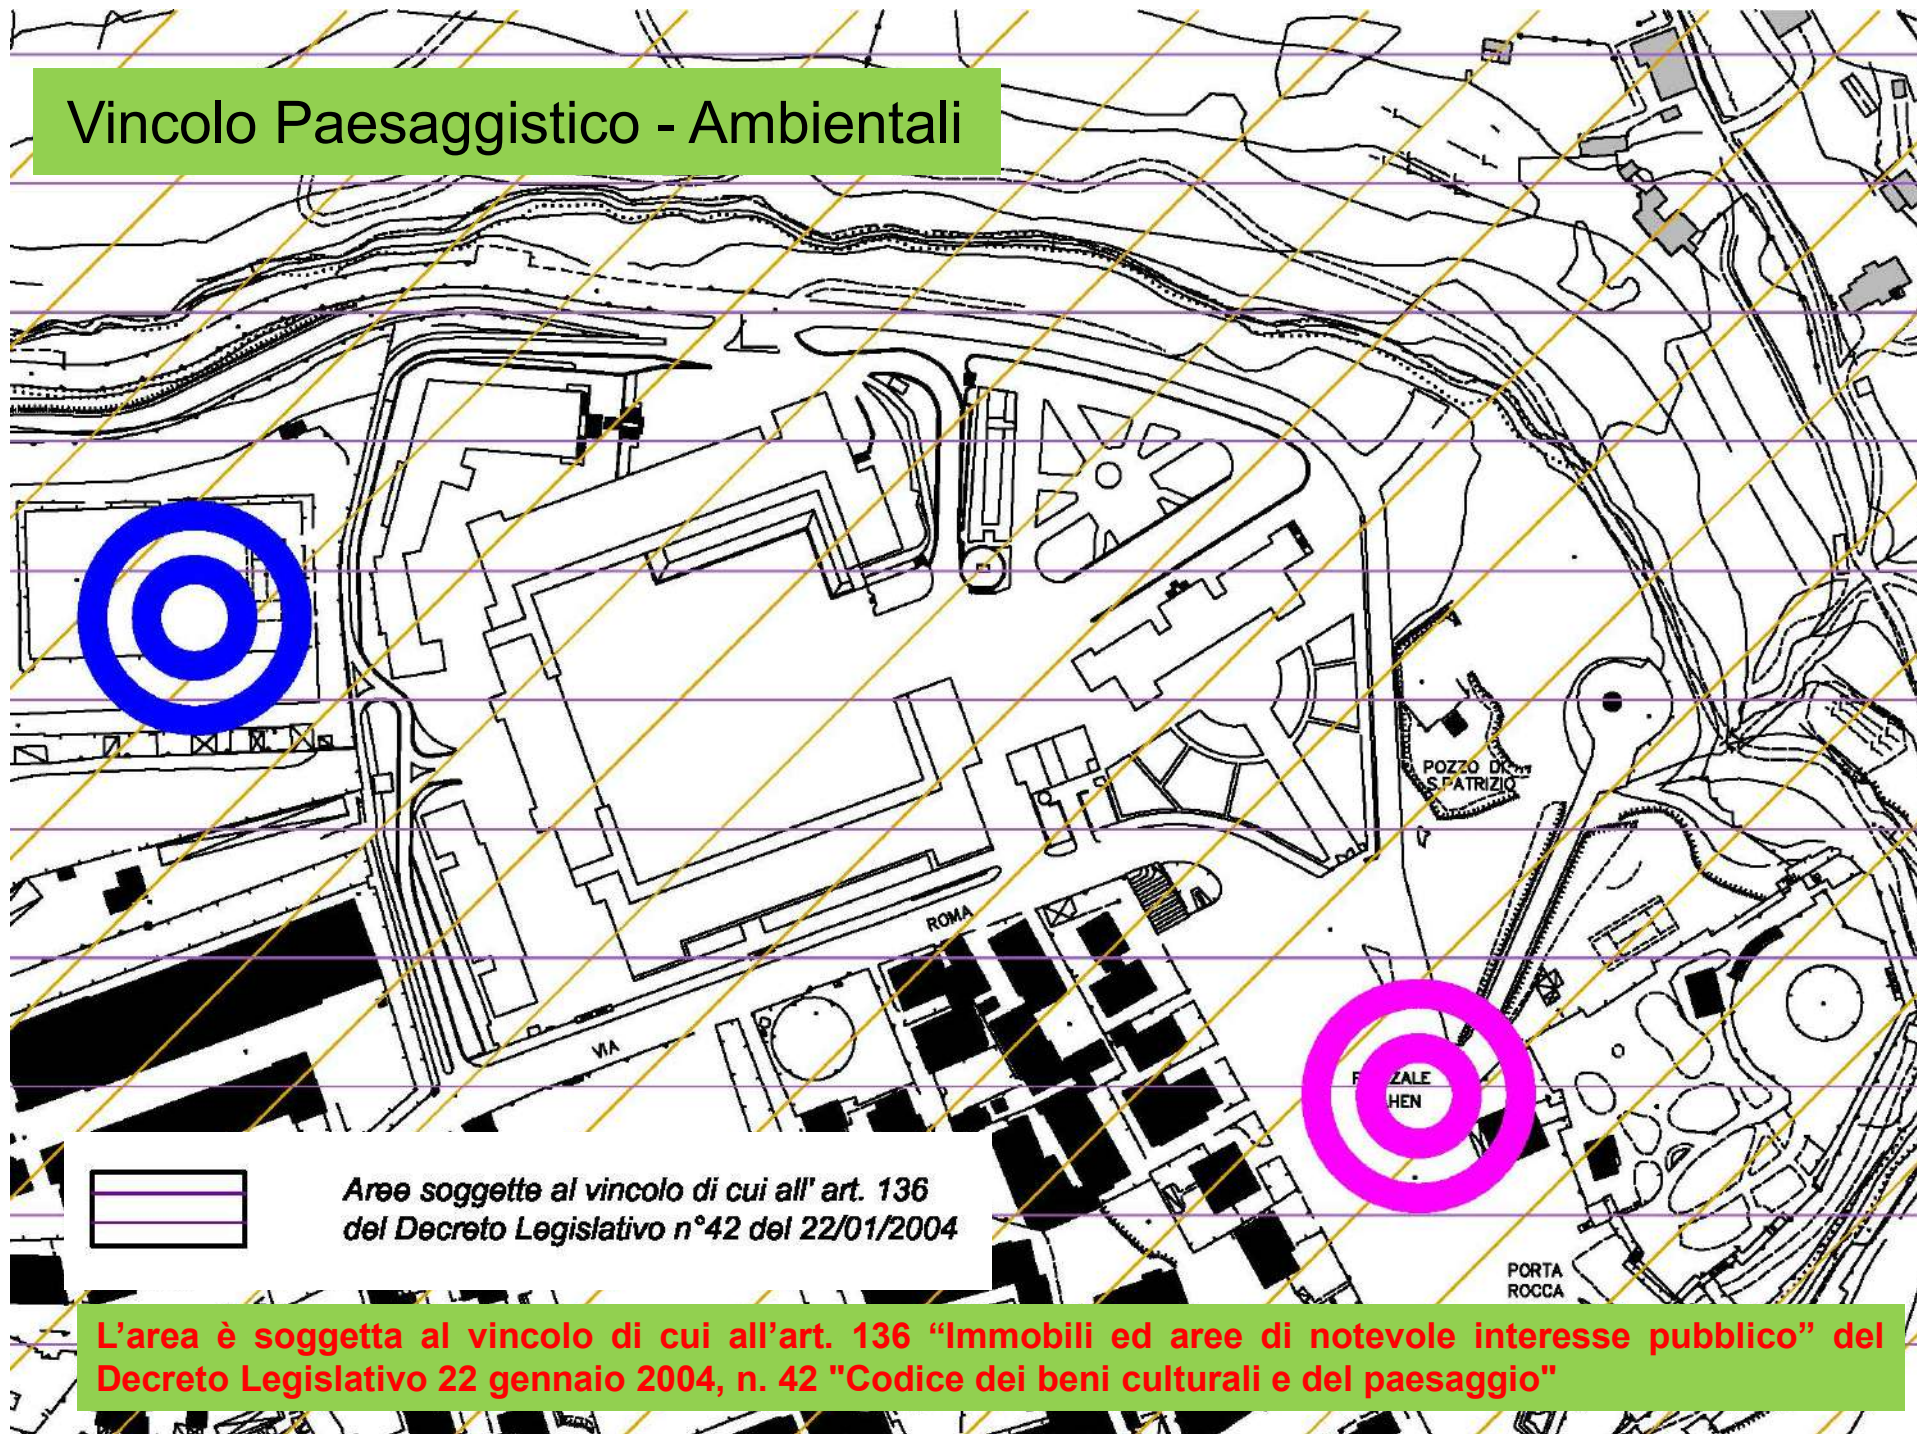 Vincolo Paesaggistico - Ambientali
POZZO DI
S.PATRIZIO
ROMA
VIA
PORTA
ROCCA
Aree soggette al vincolo di cui all' art. 136
del Decreto Legislativo n°42 del 22/01/2004
L’area è soggetta al vincolo di cui all’art. 136 “Immobili ed aree di notevole interesse pubblico” del
Decreto Legislativo 22 gennaio 2004, n. 42 "Codice dei beni culturali e del paesaggio"